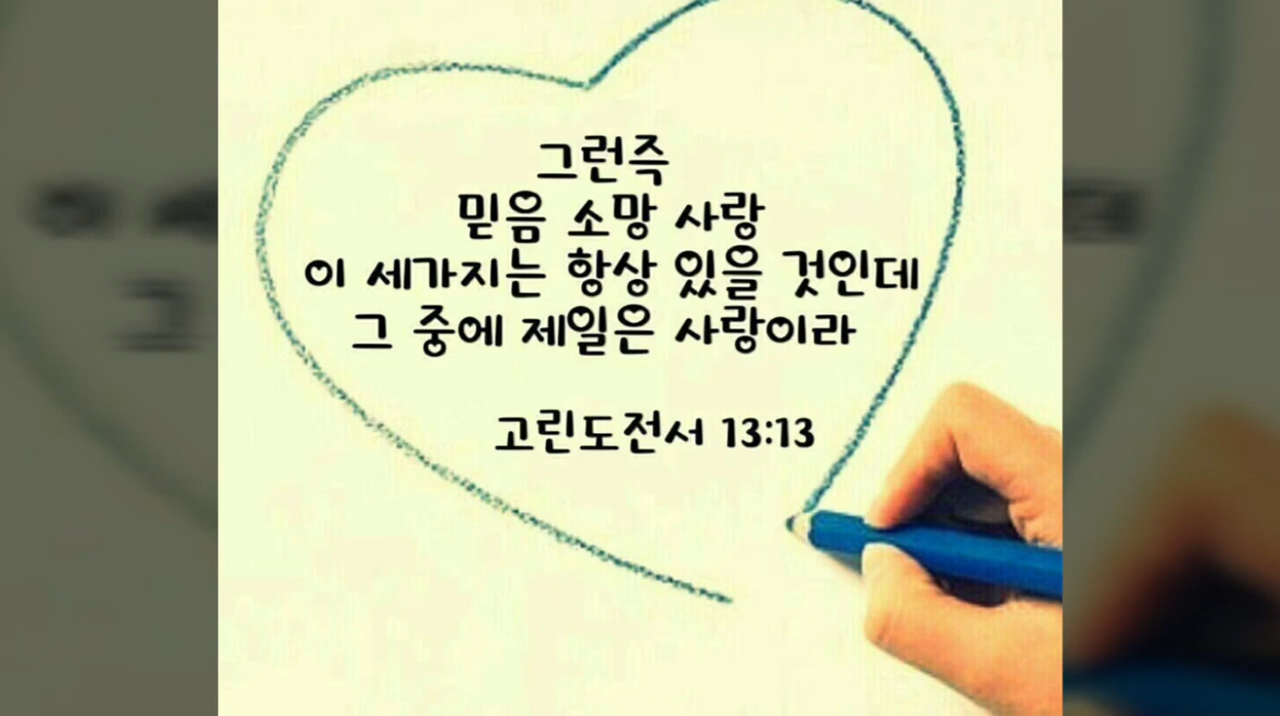 그런즉
믿음 소망 사랑
이 세가지는 항상 있을 것인데
그 중에 제일은 사랑이라
고린도전서 13:13